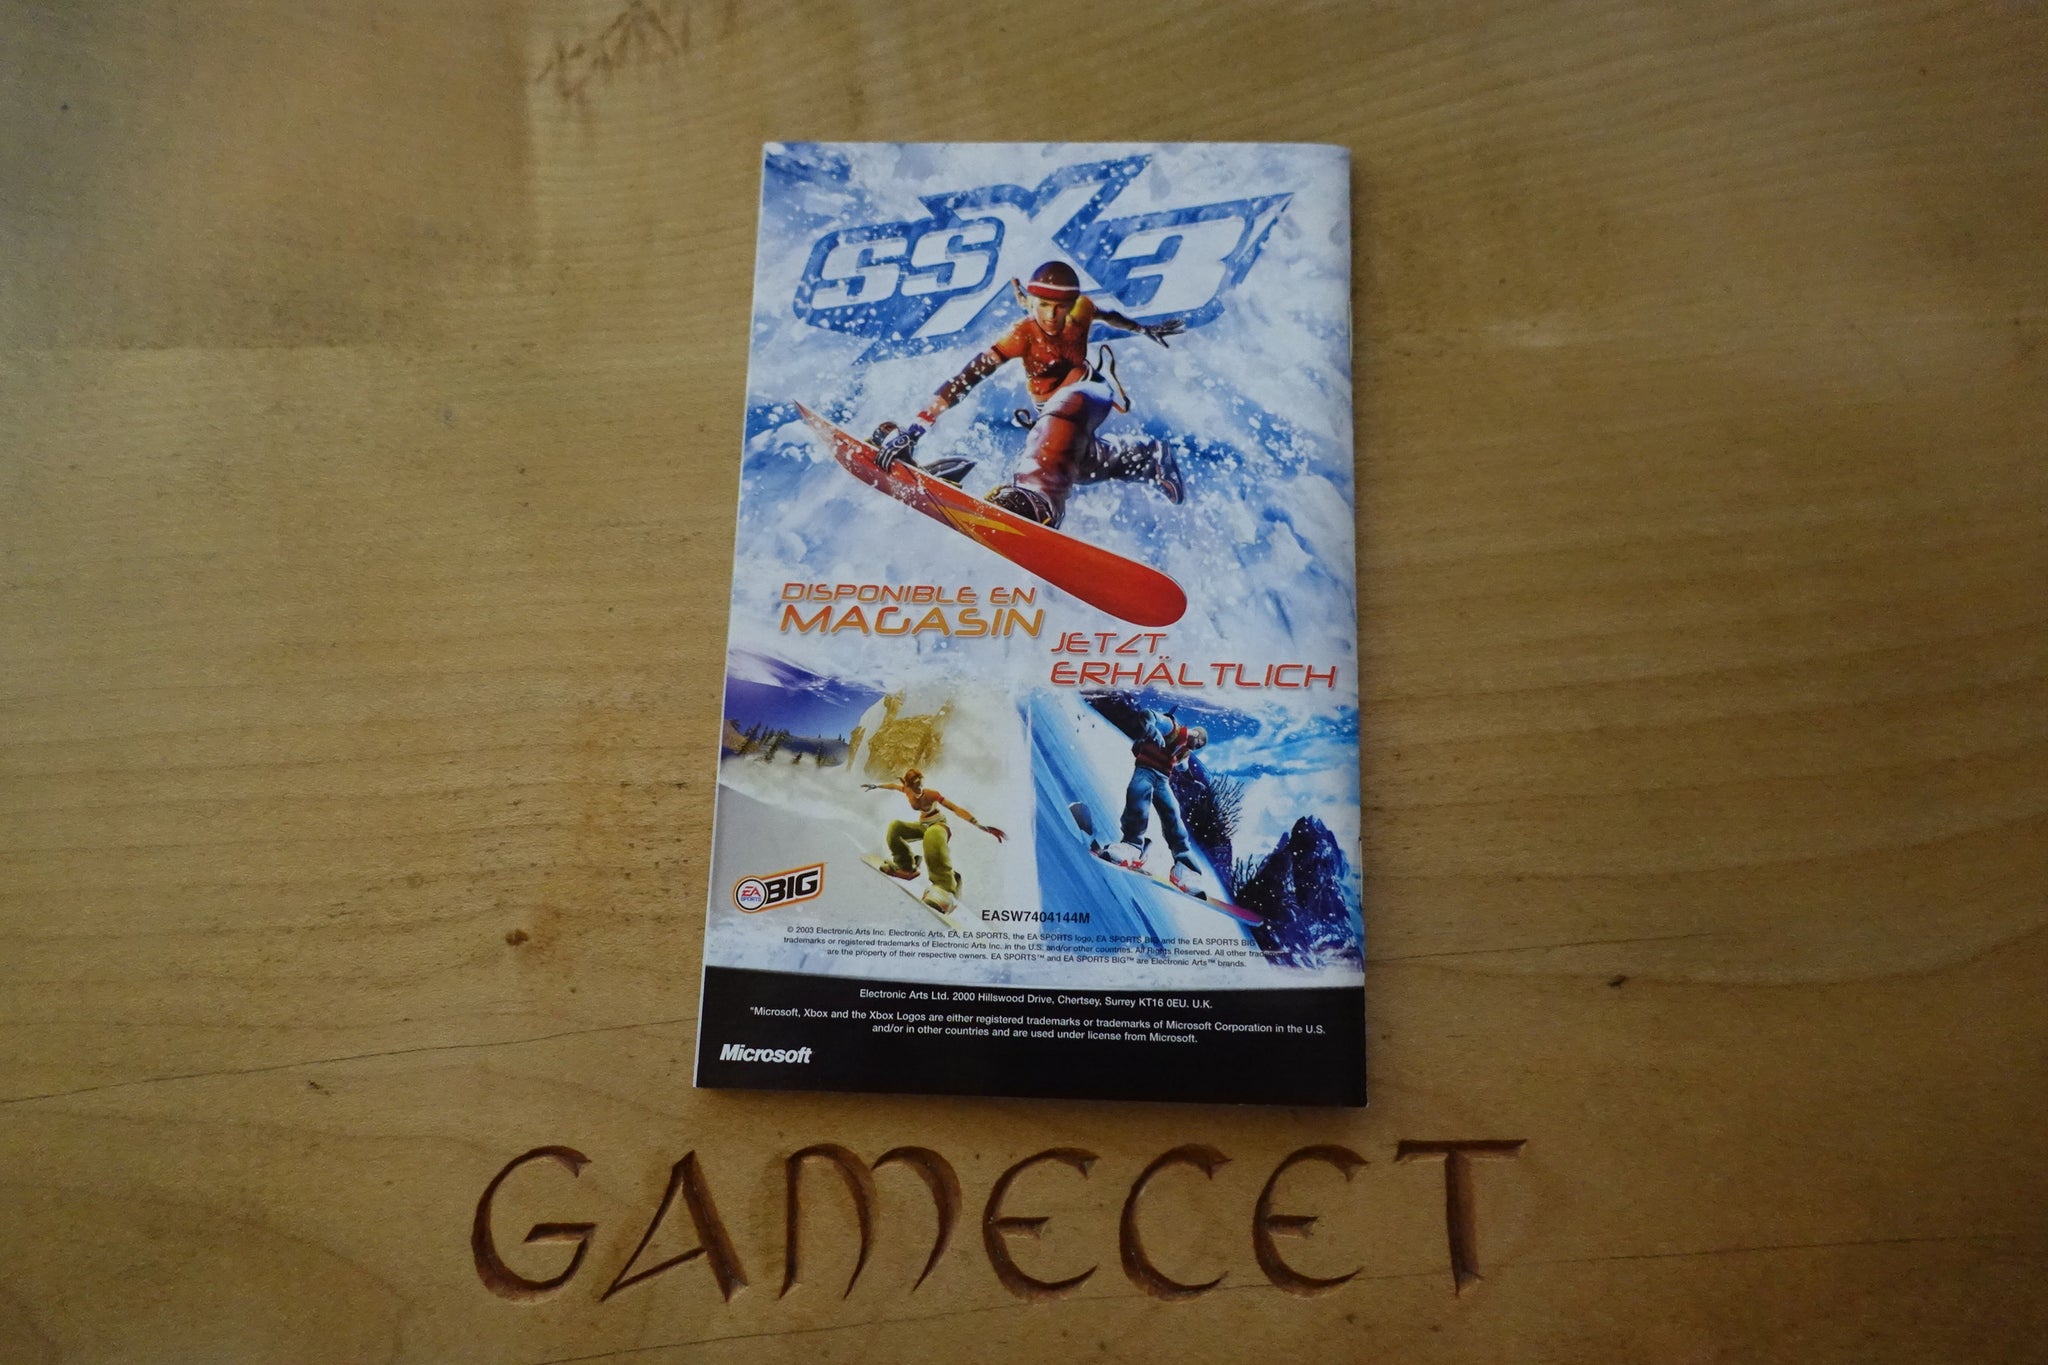 SSX3
DISPONIBLE EN
MAGASIN
JETZT
ERHÄLTLICH
EA
SPORTS
BIG
EASW7404144M
© 2003 Electronic Arts Inc. Electronic Arts, EA, EA SPORTS, the EA SPORTS logo, EA SPORTS BIG and the EA SPORTS BIG
trademarks or registered trademarks of Electronic Arts Inc. in the U.S. and/or other countries. All Rights Reserved. All other
are the property of their respective owners. EA SPORTS™ and EA SPORTS BIG™ are Electronic Arts™ brands.
Electronic Arts Ltd. 2000 Hillswood Drive, Chertsey, Surrey KT16 0EU. U.K.
"Microsoft, Xbox and the Xbox Logos are either registered trademarks or trademarks of Microsoft Corporation in the U.S.
and/or in other countries and are used under license from Microsoft.
Microsoft
GAMECET